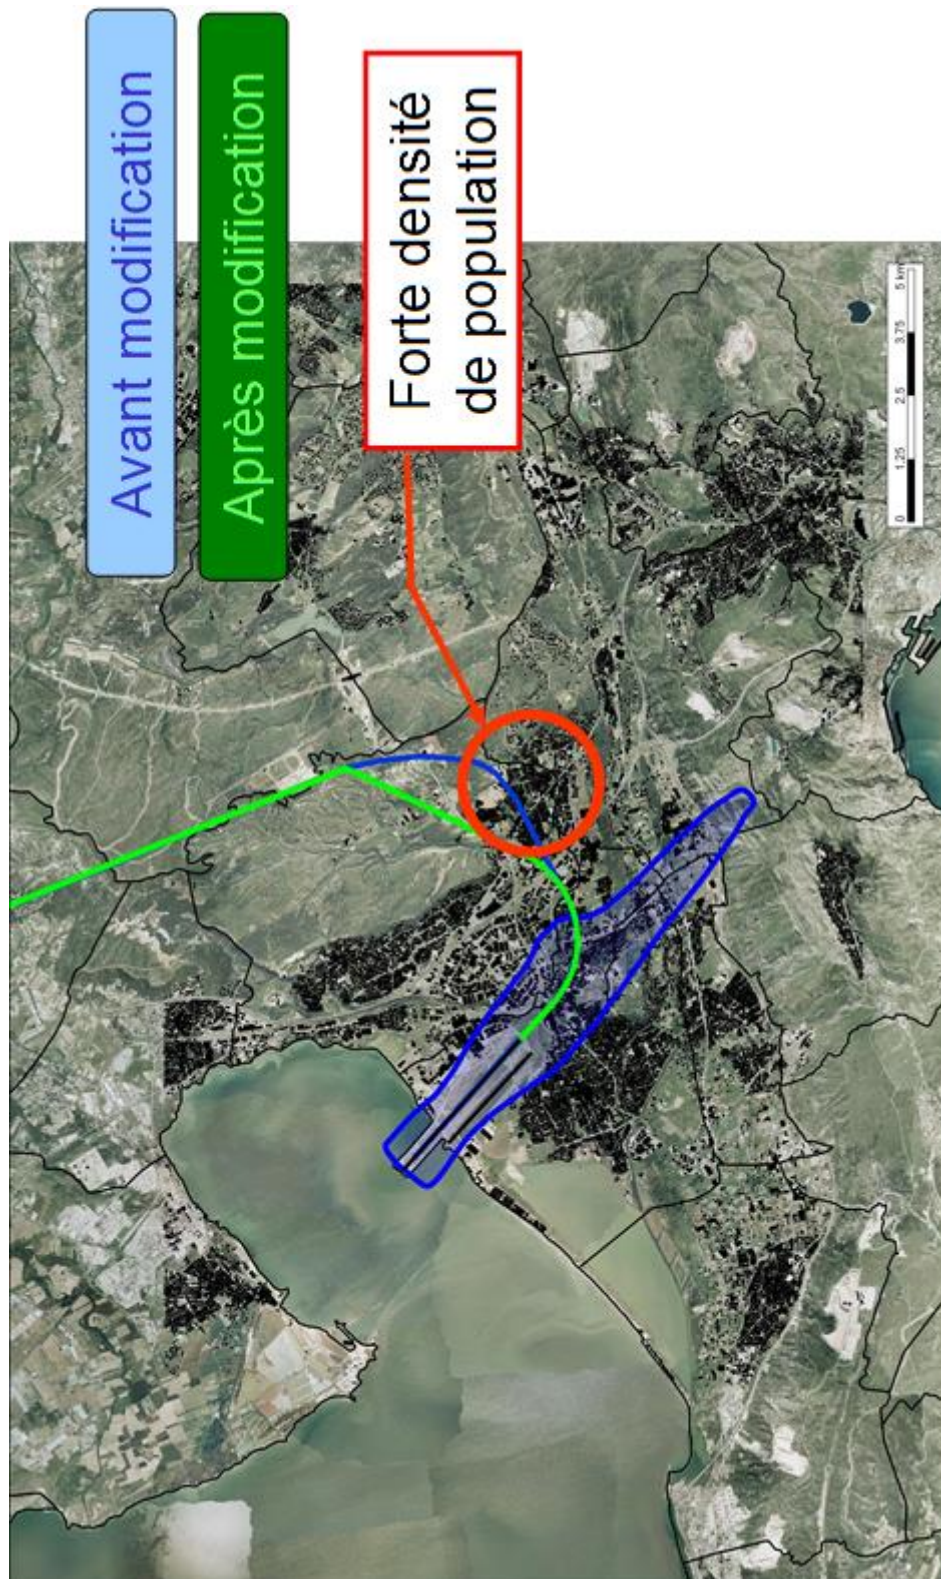 Avant modification
Après modification
Forte densité
de population
0 1.25 2.5 3.75 5 km